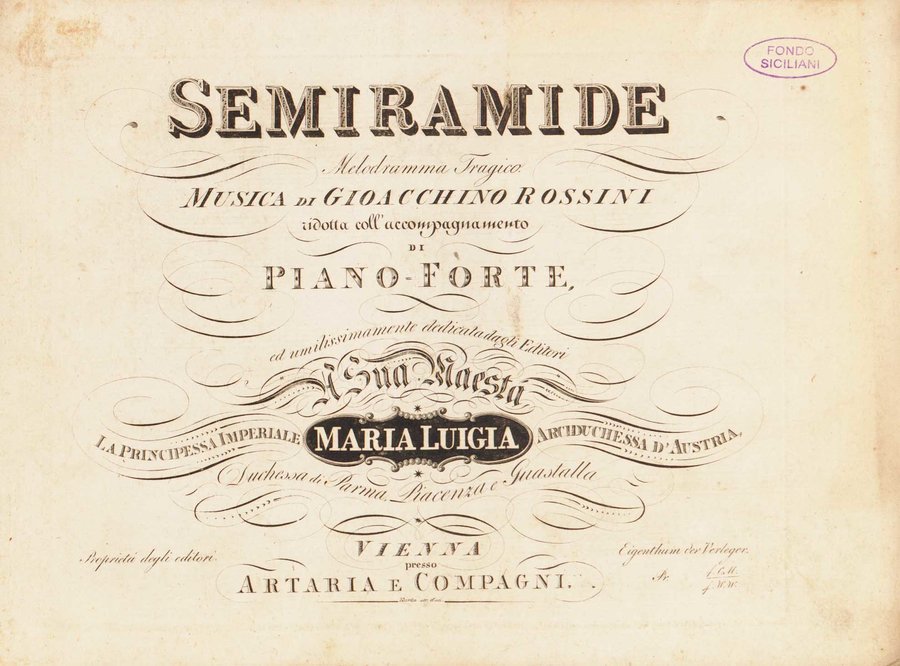 FONDO
SICILIANI
SEMIRAMIDE
Melodramma Tragico.
MUSICA DI GIOACCHINO ROSSINI
ridotta coll'accompagnamento
DI
PIANO-FORTE,
ed umilissimamente dedicata dagli Editori
A Sua Maestà
LA PRINCIPESSA IMPERIALE MARIA LUIGIA ARCIDUCHESSA D'AUSTRIA,
Duchessa di Parma, Piacenza e Guastalla
VIENNA
Proprietà degli editori.
Eigenthum der Verleger.
presso
ARTARIA E COMPAGNI.
Pr. f C.M.
f W.W.